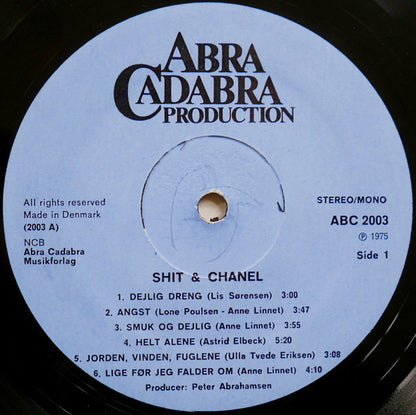 ABRA
CADABRA
PRODUCTION
All rights reserved
Made in Denmark
(2003 A)
NCB
Abra Cadabra
Musikforlag
STEREO/MONO
ABC 2003
Ⓟ 1975
Side 1
SHIT & CHANEL
1. DEJLIG DRENG (Lis Sørensen) 3:00
2. ANGST (Lone Poulsen - Anne Linnet) 3:47
3. SMUK OG DEJLIG (Anne Linnet) 3:55
4. HELT ALENE (Astrid Elbeck) 5:20
5. JORDEN, VINDEN, FUGLENE (Ulla Tvede Eriksen) 3:08
6. LIGE FØR JEG FALDER OM (Anne Linnet) 4:10
Producer: Peter Abrahamsen